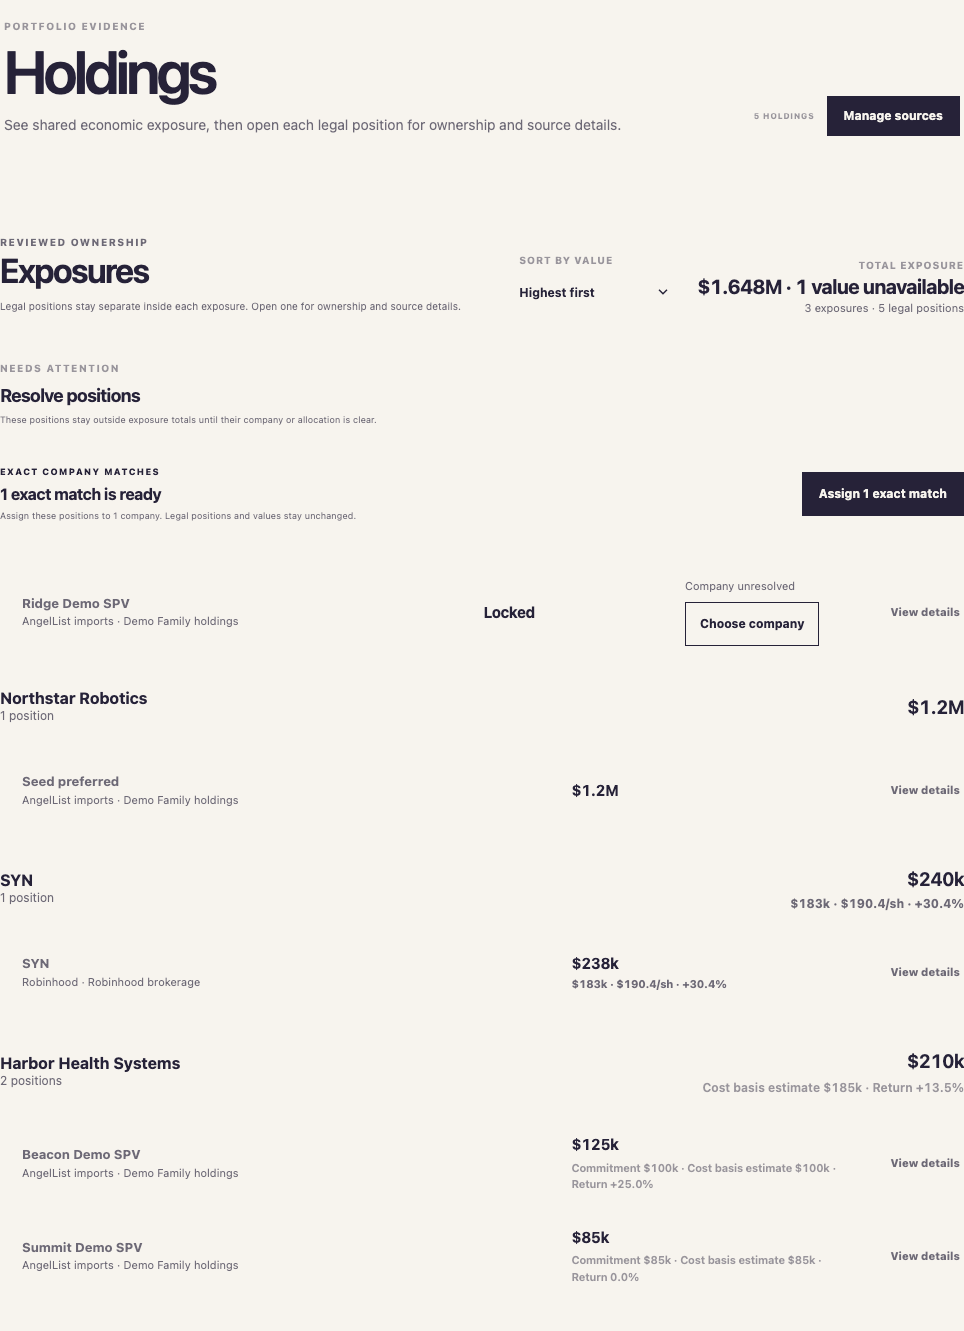 PORTFOLIO EVIDENCE
Holdings
See shared economic exposure, then open each legal position for ownership and source details.
5 HOLDINGS
Manage sources
REVIEWED OWNERSHIP
Exposures
Legal positions stay separate inside each exposure. Open one for ownership and source details.
SORT BY VALUE
Highest first
TOTAL EXPOSURE
$1.648M · 1 value unavailable
3 exposures · 5 legal positions
NEEDS ATTENTION
Resolve positions
These positions stay outside exposure totals until their company or allocation is clear.
EXACT COMPANY MATCHES
1 exact match is ready
Assign these positions to 1 company. Legal positions and values stay unchanged.
Assign 1 exact match
Ridge Demo SPV
AngelList imports · Demo Family holdings
Locked
Company unresolved
Choose company
View details
Northstar Robotics
1 position
$1.2M
Seed preferred
AngelList imports · Demo Family holdings
$1.2M
View details
SYN
1 position
$240k
$183k · $190.4/sh · +30.4%
SYN
Robinhood · Robinhood brokerage
$238k
$183k · $190.4/sh · +30.4%
View details
Harbor Health Systems
2 positions
$210k
Cost basis estimate $185k · Return +13.5%
Beacon Demo SPV
AngelList imports · Demo Family holdings
$125k
Commitment $100k · Cost basis estimate $100k ·
Return +25.0%
View details
Summit Demo SPV
AngelList imports · Demo Family holdings
$85k
Commitment $85k · Cost basis estimate $85k ·
Return 0.0%
View details